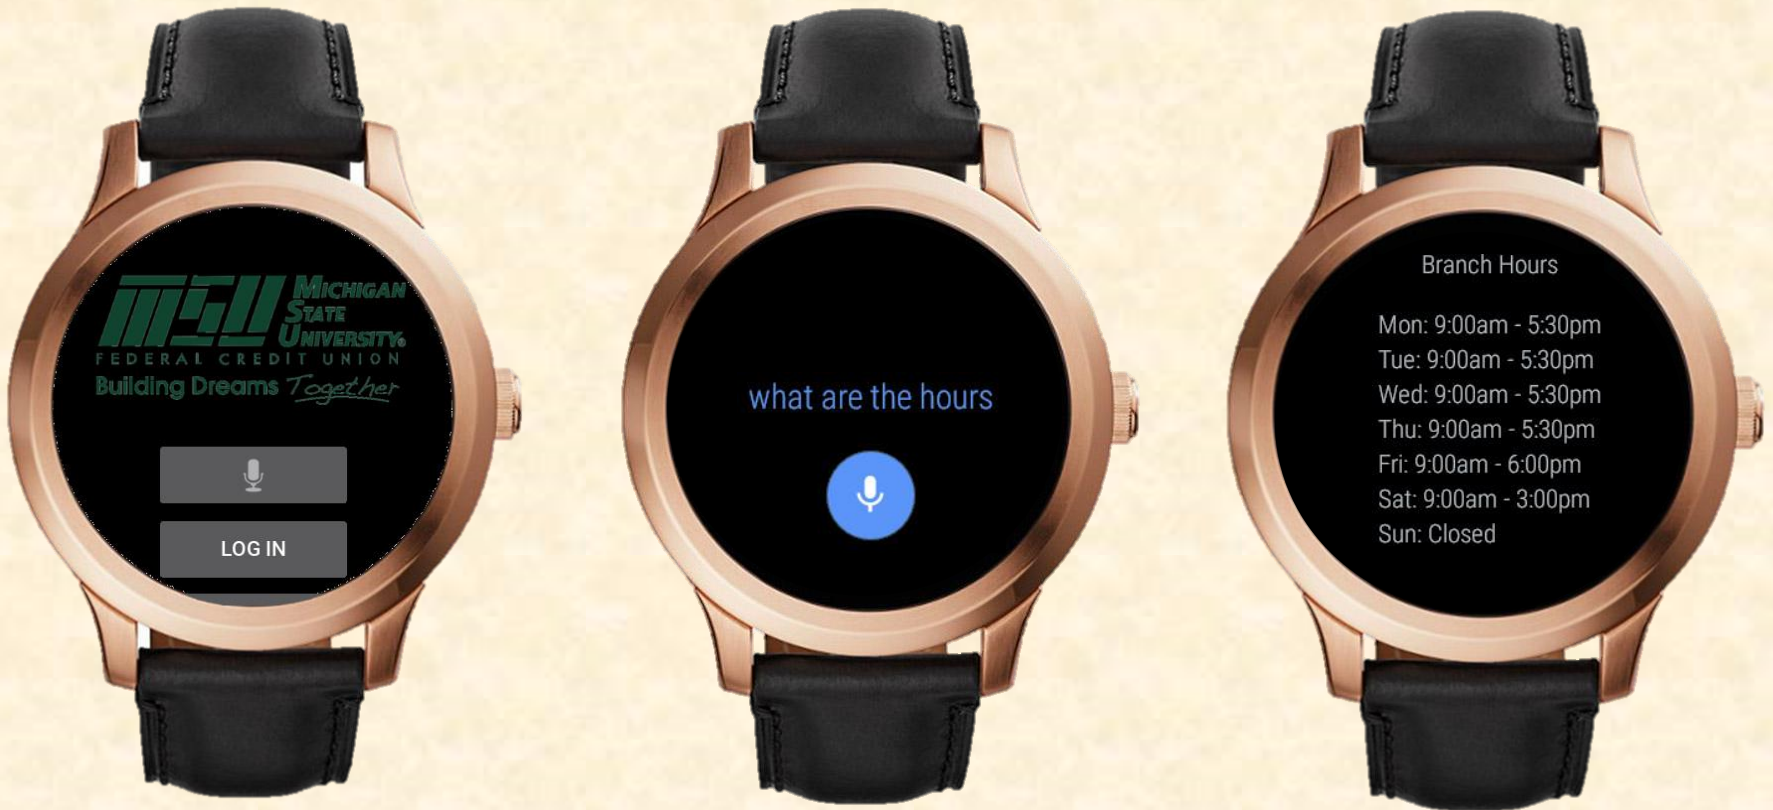 MSU MICHIGAN
STATE
UNIVERSITY®
FEDERAL CREDIT UNION
Building Dreams Together
LOG IN
what are the hours
Branch Hours
Mon: 9:00am - 5:30pm
Tue: 9:00am - 5:30pm
Wed: 9:00am - 5:30pm
Thu: 9:00am - 5:30pm
Fri: 9:00am - 6:00pm
Sat: 9:00am - 3:00pm
Sun: Closed